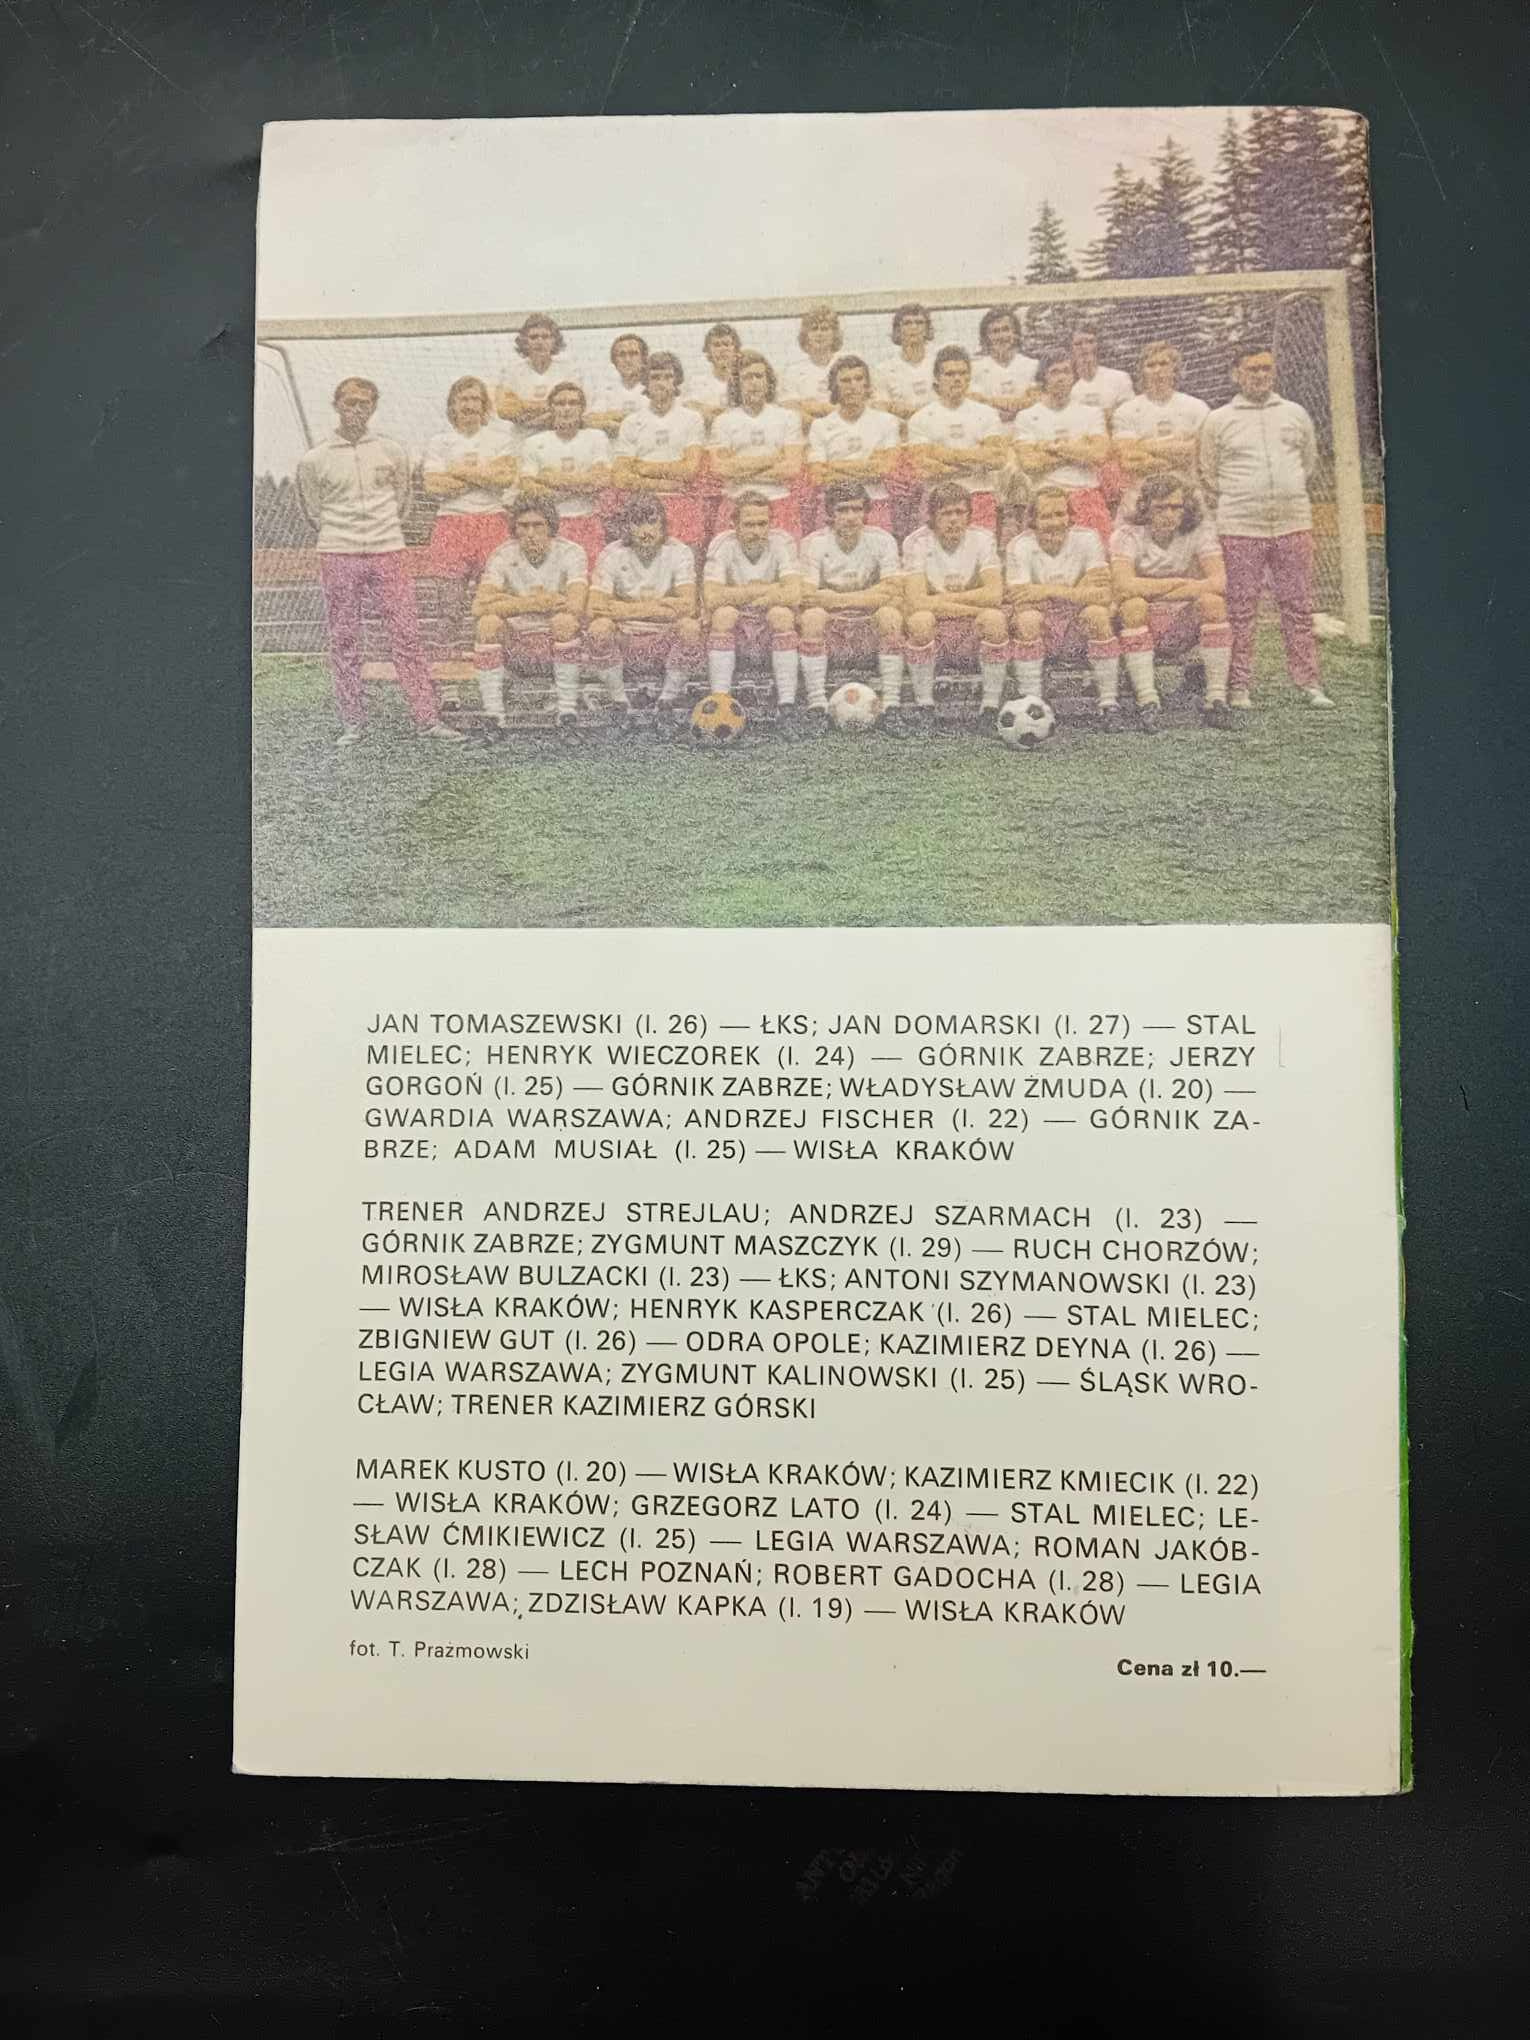 JAN TOMASZEWSKI (l. 26) — ŁKS; JAN DOMARSKI (l. 27) — STAL
MIELEC; HENRYK WIECZOREK (l. 24) — GÓRNIK ZABRZE; JERZY
GORGOŃ (l. 25) — GÓRNIK ZABRZE; WŁADYSŁAW ŻMUDA (l. 20) —
GWARDIA WARSZAWA; ANDRZEJ FISCHER (l. 22) — GÓRNIK ZA-
BRZE; ADAM MUSIAŁ (l. 25) — WISŁA KRAKÓW
TRENER ANDRZEJ STREJLAU; ANDRZEJ SZARMACH (l. 23) —
GÓRNIK ZABRZE; ZYGMUNT MASZCZYK (l. 29) — RUCH CHORZÓW;
MIROSŁAW BULZACKI (l. 23) — ŁKS; ANTONI SZYMANOWSKI (l. 23)
— WISŁA KRAKÓW; HENRYK KASPERCZAK (l. 26) — STAL MIELEC;
ZBIGNIEW GUT (l. 26) — ODRA OPOLE; KAZIMIERZ DEYNA (l. 26) —
LEGIA WARSZAWA; ZYGMUNT KALINOWSKI (l. 25) — ŚLĄSK WRO-
CŁAW; TRENER KAZIMIERZ GÓRSKI
MAREK KUSTO (l. 20) — WISŁA KRAKÓW; KAZIMIERZ KMIECIK (l. 22)
— WISŁA KRAKÓW; GRZEGORZ LATO (l. 24) — STAL MIELEC; LE-
SŁAW ĆMIKIEWICZ (l. 25) — LEGIA WARSZAWA; ROMAN JAKÓB-
CZAK (l. 28) — LECH POZNAŃ; ROBERT GADOCHA (l. 28) — LEGIA
WARSZAWA; ZDZISŁAW KAPKA (l. 19) — WISŁA KRAKÓW
fot. T. Prażmowski
Cena zł 10.—